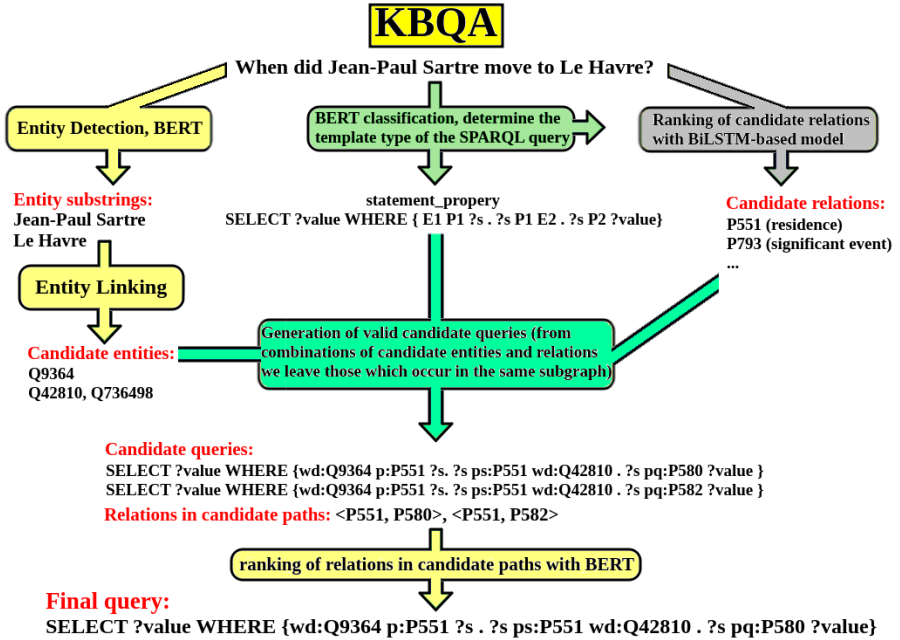 KBQA
When did Jean-Paul Sartre move to Le Havre?
Entity Detection, BERT
BERT classification, determine the
template type of the SPARQL query
Ranking of candidate relations
with BiLSTM-based model
Entity substrings:
Jean-Paul Sartre
Le Havre
statement_propery
SELECT ?value WHERE { E1 P1 ?s . ?s P1 E2 . ?s P2 ?value}
Candidate relations:
P551 (residence)
P793 (significant event)
...
Entity Linking
Candidate entities:
Q9364
Q42810, Q736498
Generation of valid candidate queries (from
combinations of candidate entities and relations
we leave those which occur in the same subgraph)
Candidate queries:
SELECT ?value WHERE {wd:Q9364 p:P551 ?s. ?s ps:P551 wd:Q42810 . ?s pq:P580 ?value }
SELECT ?value WHERE {wd:Q9364 p:P551 ?s. ?s ps:P551 wd:Q42810 . ?s pq:P582 ?value }
Relations in candidate paths: <P551, P580>, <P551, P582>
ranking of relations in candidate paths with BERT
Final query:
SELECT ?value WHERE {wd:Q9364 p:P551 ?s . ?s ps:P551 wd:Q42810 . ?s pq:P580 ?value}